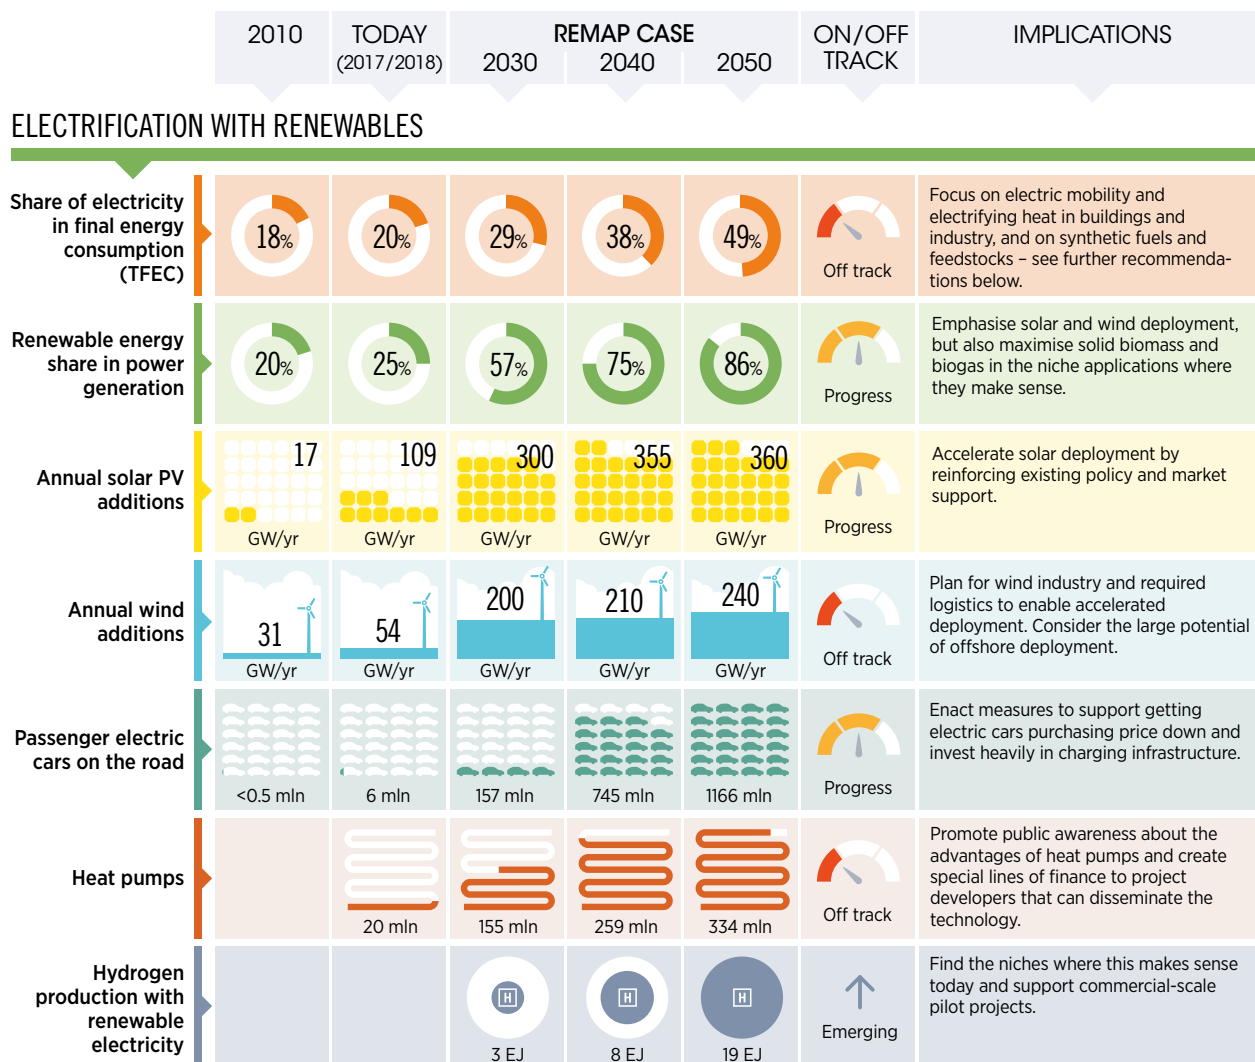 2010
TODAY
(2017/2018)
REMAP CASE
2030
2040
2050
ON/OFF
TRACK
IMPLICATIONS
ELECTRIFICATION WITH RENEWABLES
Share of electricity
in final energy
consumption
(TFEC)
18%
20%
29%
38%
49%
Off track
Focus on electric mobility and
electrifying heat in buildings and
industry, and on synthetic fuels and
feedstocks – see further recommenda-
tions below.
Renewable energy
share in power
generation
20%
25%
57%
75%
86%
Progress
Emphasise solar and wind deployment,
but also maximise solid biomass and
biogas in the niche applications where
they make sense.
Annual solar PV
additions
17
GW/yr
109
GW/yr
300
GW/yr
355
GW/yr
360
GW/yr
Progress
Accelerate solar deployment by
reinforcing existing policy and market
support.
Annual wind
additions
31
GW/yr
54
GW/yr
200
GW/yr
210
GW/yr
240
GW/yr
Off track
Plan for wind industry and required
logistics to enable accelerated
deployment. Consider the large potential
of offshore deployment.
Passenger electric
cars on the road
<0.5 mln
6 mln
157 mln
745 mln
1166 mln
Progress
Enact measures to support getting
electric cars purchasing price down and
invest heavily in charging infrastructure.
Heat pumps
20 mln
155 mln
259 mln
334 mln
Off track
Promote public awareness about the
advantages of heat pumps and create
special lines of finance to project
developers that can disseminate the
technology.
Hydrogen
production with
renewable
electricity
H
3 EJ
H
8 EJ
H
19 EJ
Emerging
Find the niches where this makes sense
today and support commercial-scale
pilot projects.